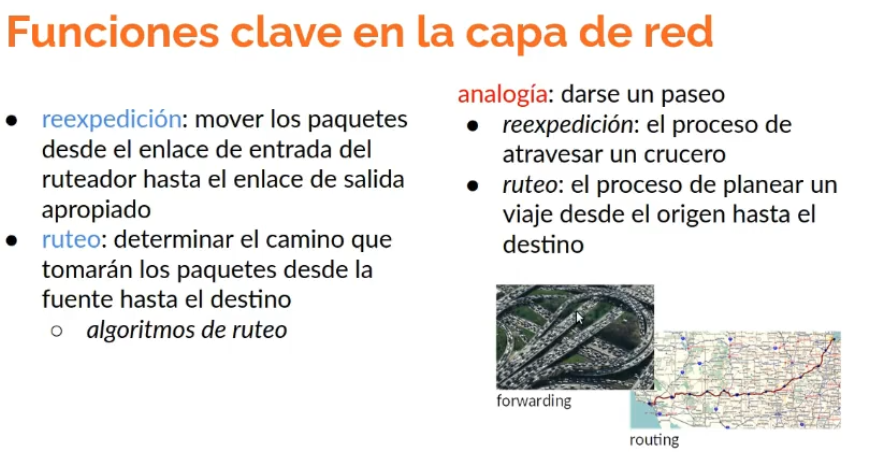 Funciones clave en la capa de red
● reexpedición: mover los paquetes
desde el enlace de entrada del
ruteador hasta el enlace de salida
apropiado
● ruteo: determinar el camino que
tomarán los paquetes desde la
fuente hasta el destino
○ algoritmos de ruteo
analogía: darse un paseo
● reexpedición: el proceso de
atravesar un crucero
● ruteo: el proceso de planear un
viaje desde el origen hasta el
destino
forwarding
routing